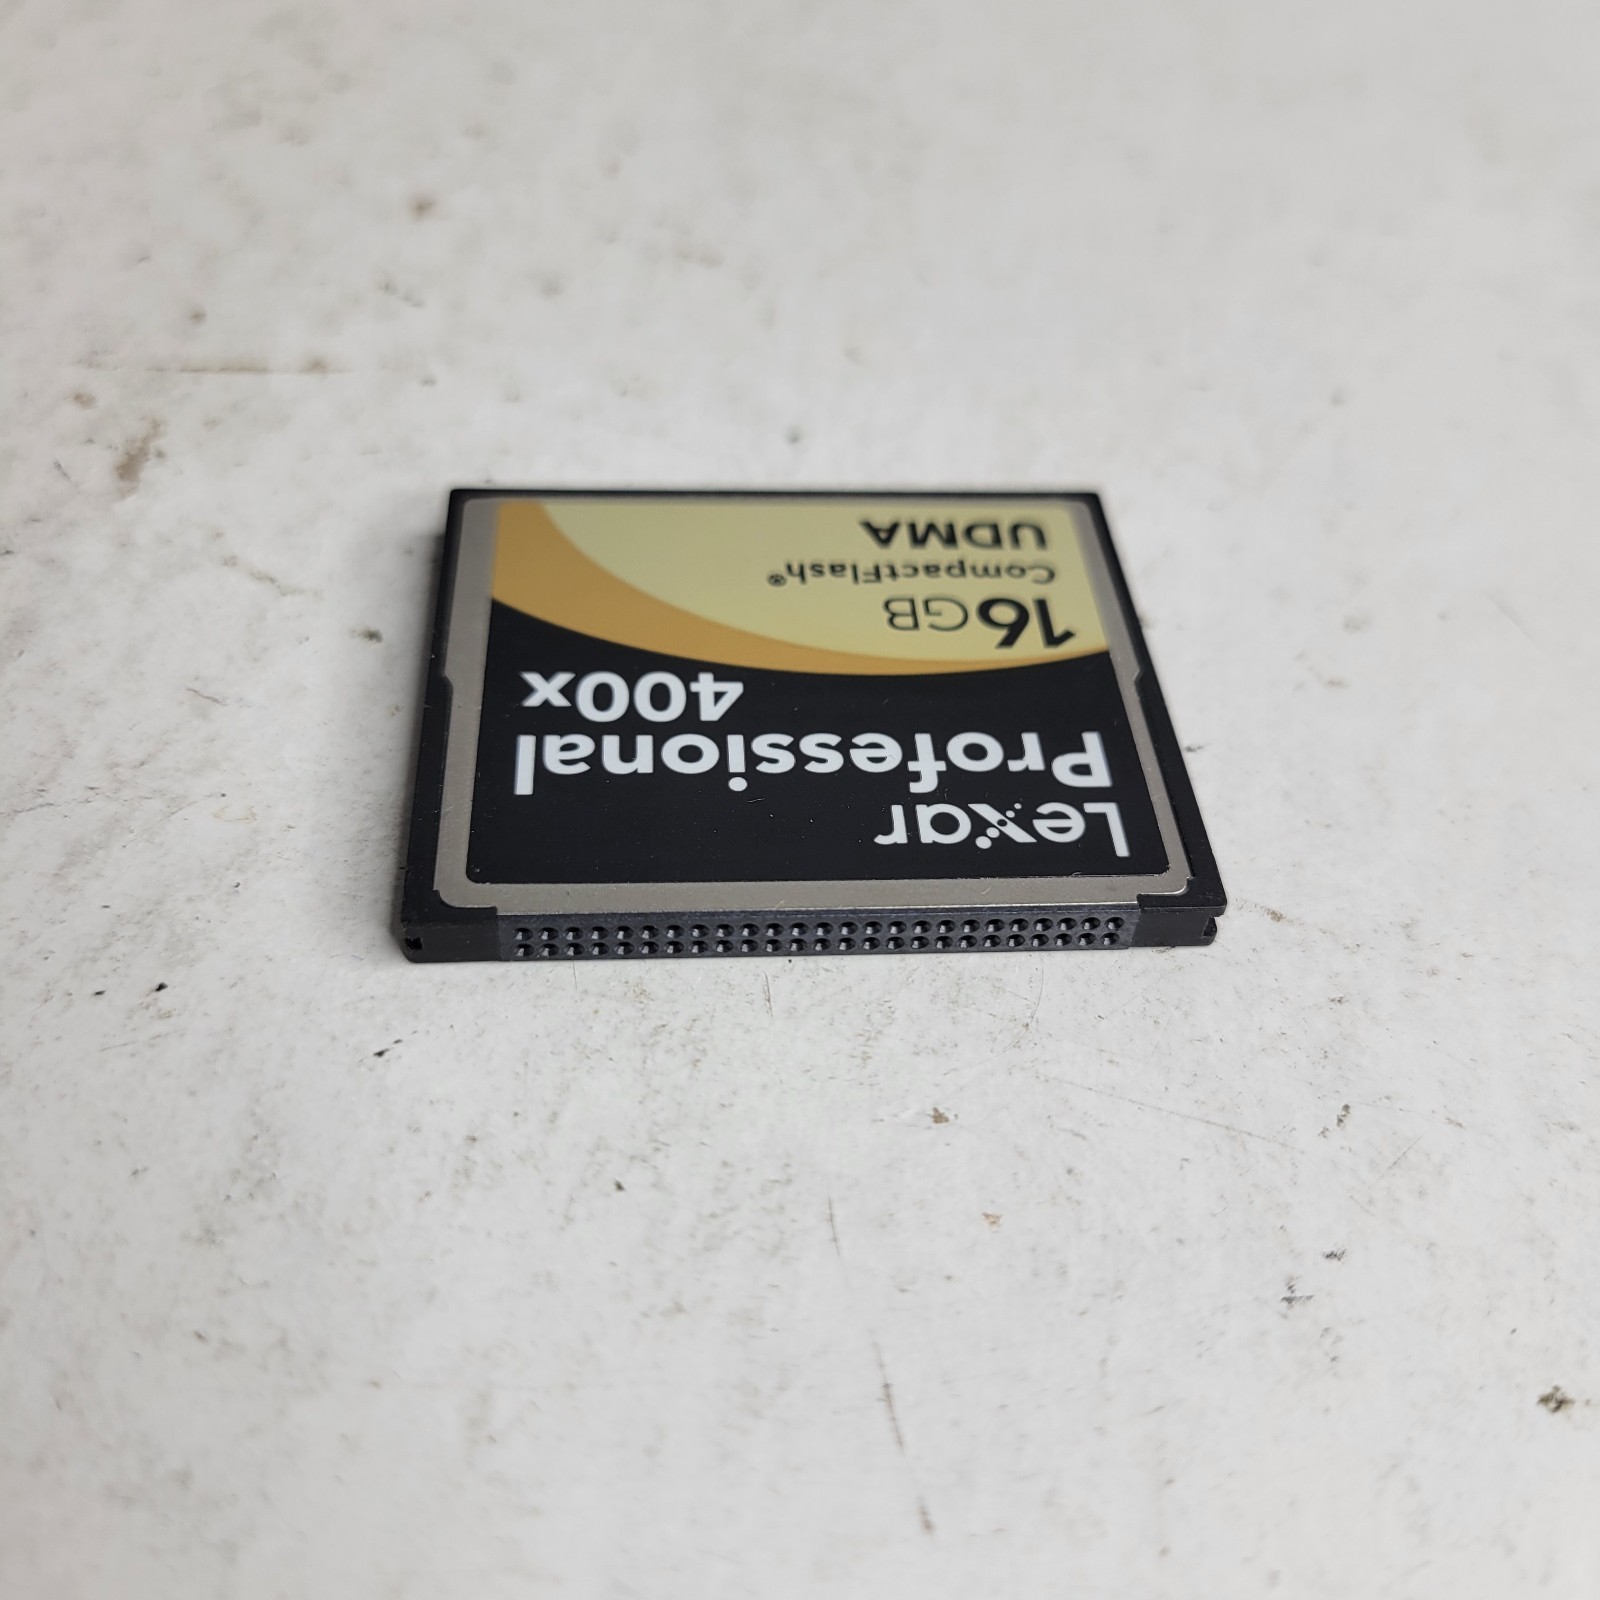 Lexar
Professional
400x
16GB
CompactFlash®
UDMA